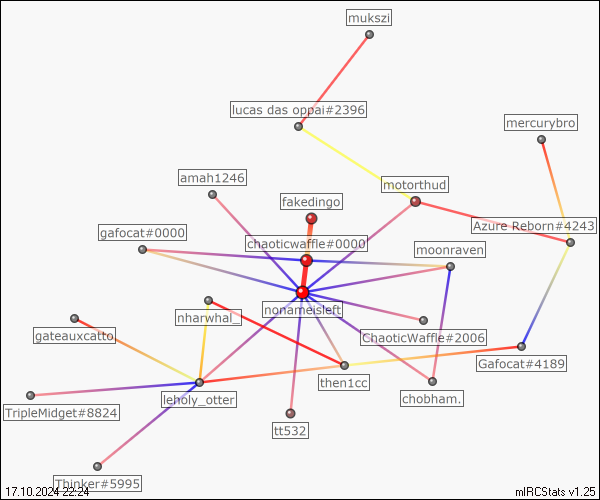 mukszi
lucas das oppai#2396
mercurybro
amah1246
motorthud
fakedingo
Azure Reborn#4243
gafocat#0000
chaoticwaffle#0000
moonraven
nonameisleft
nharwhal_
gateauxcatto
ChaoticWaffle#2006
Gafocat#4189
then1cc
leholy_otter
chobham.
TripleMidget#8824
tt532
Thinker#5995
17.10.2024 22:24
mIRCStats v1.25